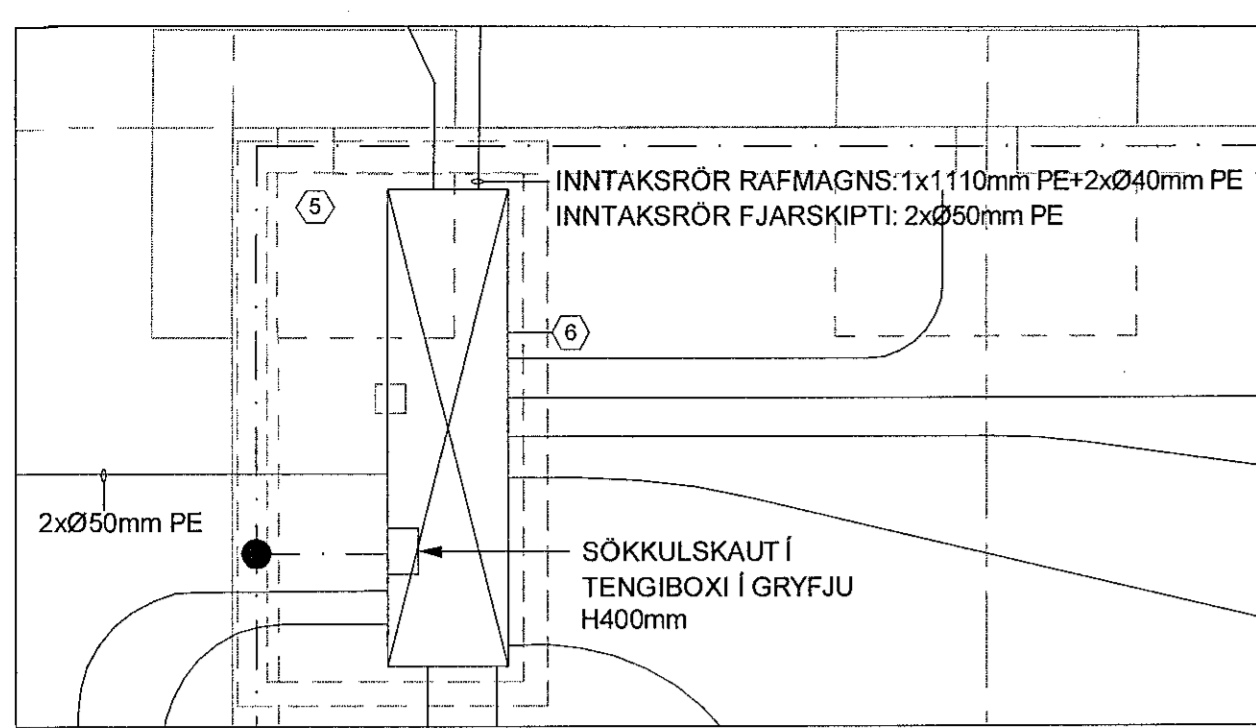 INNTAKSRÖR RAFMAGNS: 1x1110mm PE+2xØ40mm PE
INNTAKSRÖR FJARSKIPTI: 2xØ50mm PE
5
6
2xØ50mm PE
SÖKKULSKAUT Í
TENGIBOXI Í GRYFJU
H400mm